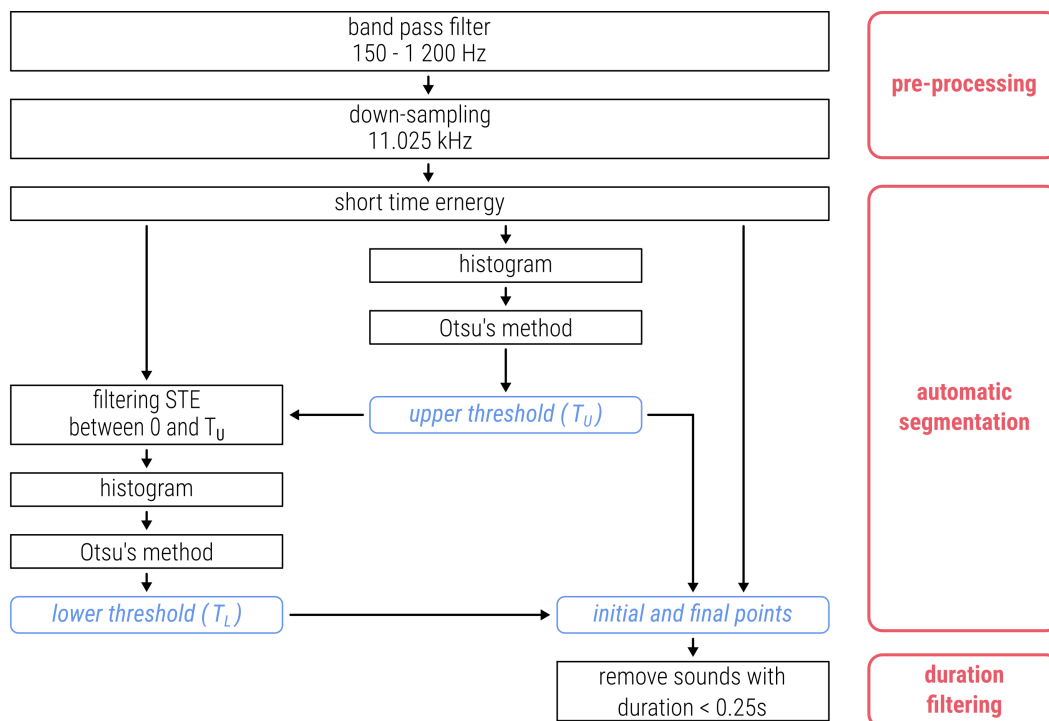 band pass filter
150 - 1 200 Hz
pre-processing
down-sampling
11.025 kHz
short time ernergy
histogram
Otsu's method
filtering STE
between 0 and TU
upper threshold (TU)
automatic
segmentation
histogram
Otsu's method
lower threshold (TL)
initial and final points
remove sounds with
duration < 0.25s
duration
filtering